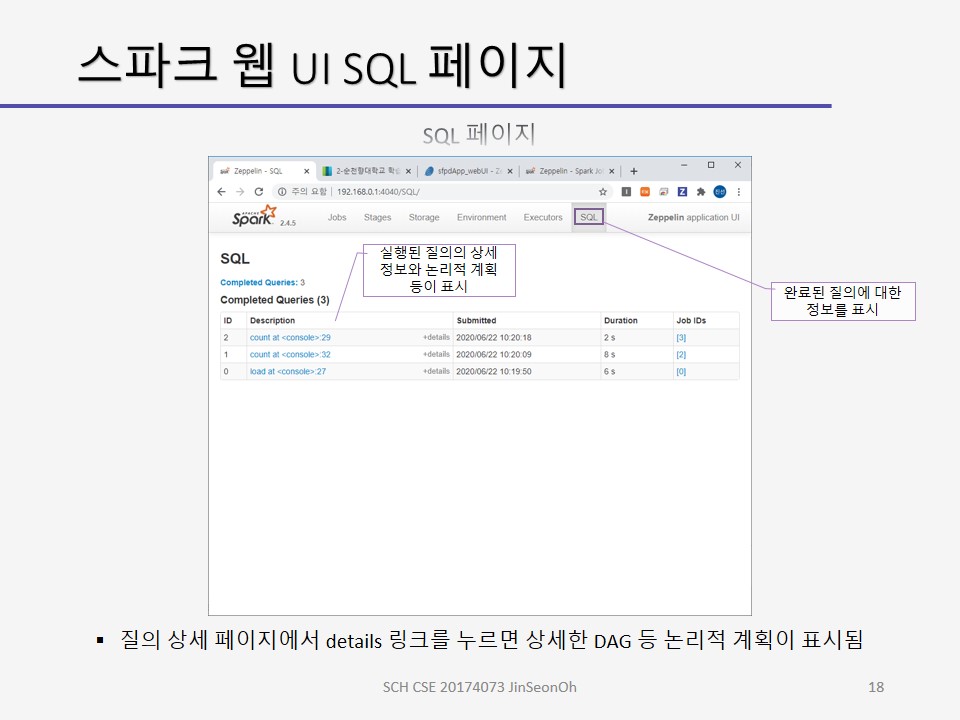 스파크 웹 UI SQL 페이지
SQL 페이지
Zeppelin - SQL
2-순천향대학교 학습
sfpdApp_webUI - Z
Zeppelin - Spark Jo
주의 요함 | 192.168.0.1:4040/SQL/
APACHE Spark 2.4.5 Jobs Stages Storage Environment Executors SQL Zeppelin application UI
SQL
실행된 질의의 상세
정보와 논리적 계획
등이 표시
완료된 질의에 대한
정보를 표시
Completed Queries: 3
Completed Queries (3)
ID Description Submitted Duration Job IDs
2 count at <console>:29 +details 2020/06/22 10:20:18 2 s [3]
1 count at <console>:32 +details 2020/06/22 10:20:09 8 s [2]
0 load at <console>:27 +details 2020/06/22 10:19:50 6 s [0]
▪ 질의 상세 페이지에서 details 링크를 누르면 상세한 DAG 등 논리적 계획이 표시됨
SCH CSE 20174073 JinSeonOh
18